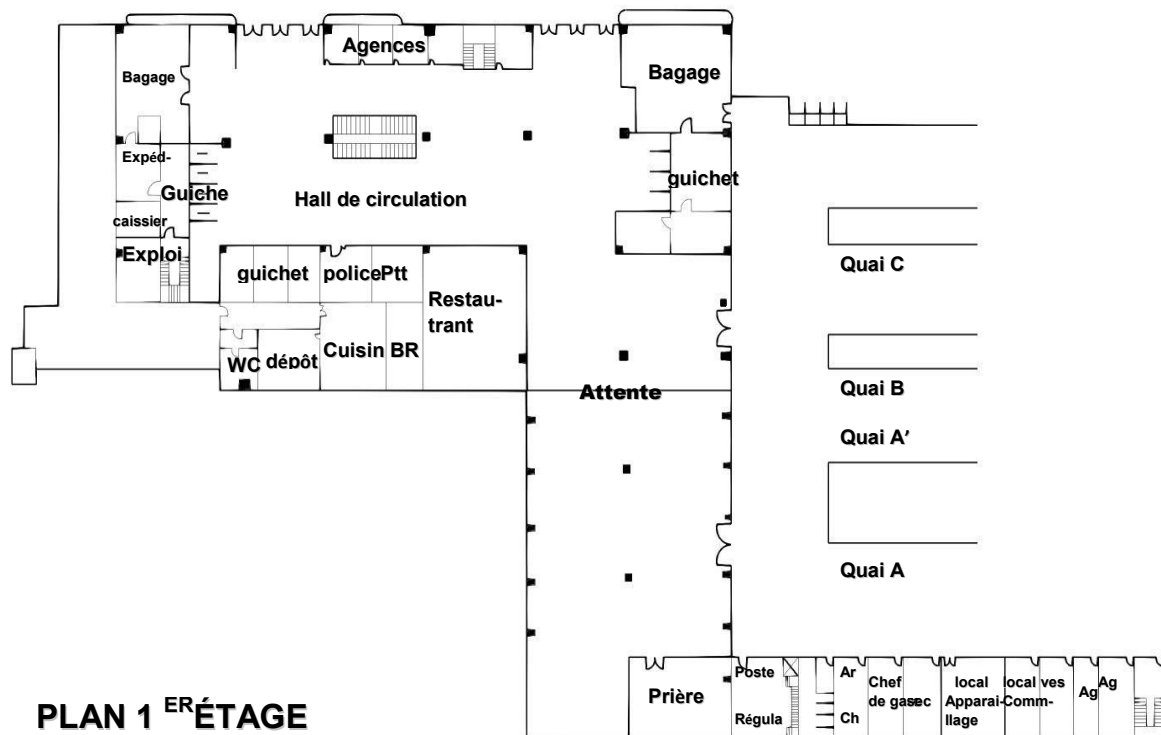 Agences
Bagage
Bagage
Expéd-
Guiche
guichet
Hall de circulation
caissier
Exploi
Quai C
guichet
police
Ptt
Restau-
trant
Cuisin
BR
WC
dépôt
Attente
Quai B
Quai A’
Quai A
Prière
Poste
Régula
Ar
Ch
Chef
de gase
sec
local
Apparai-
llage
local ves
Comm-
Ag
Ag
PLAN 1 ER ÉTAGE